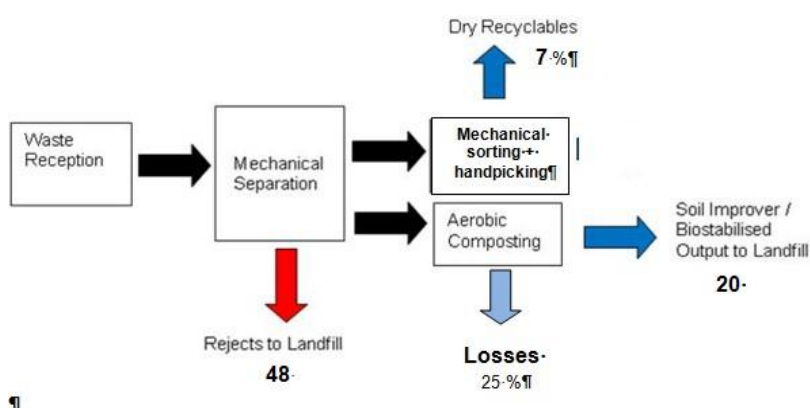 Dry Recyclables
7·%¶
Waste
Reception
Mechanical
Separation
Mechanical·
sorting·+·
handpicking¶
Aerobic
Composting
Soil Improver /
Biostabilised
Output to Landfill
20·
Rejects to Landfill
48·
Losses·
25·%¶
¶